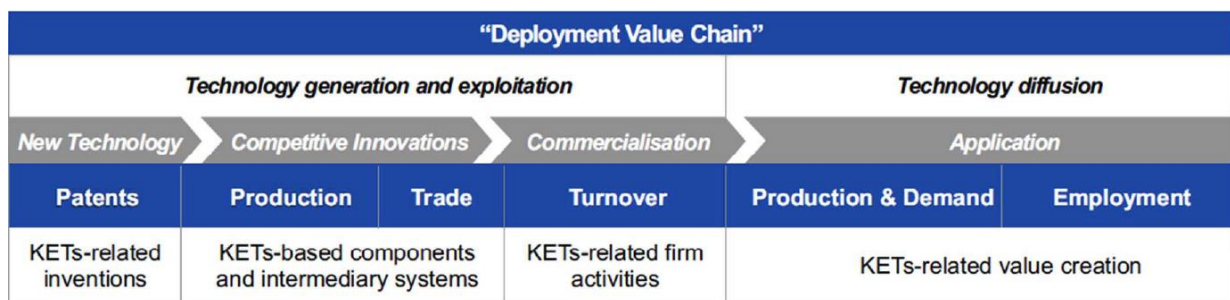 “Deployment Value Chain”
Technology generation and exploitation
Technology diffusion
New Technology
Competitive Innovations
Commercialisation
Application
Patents
Production
Trade
Turnover
Production & Demand
Employment
KETs-related
inventions
KETs-based components
and intermediary systems
KETs-related firm
activities
KETs-related value creation